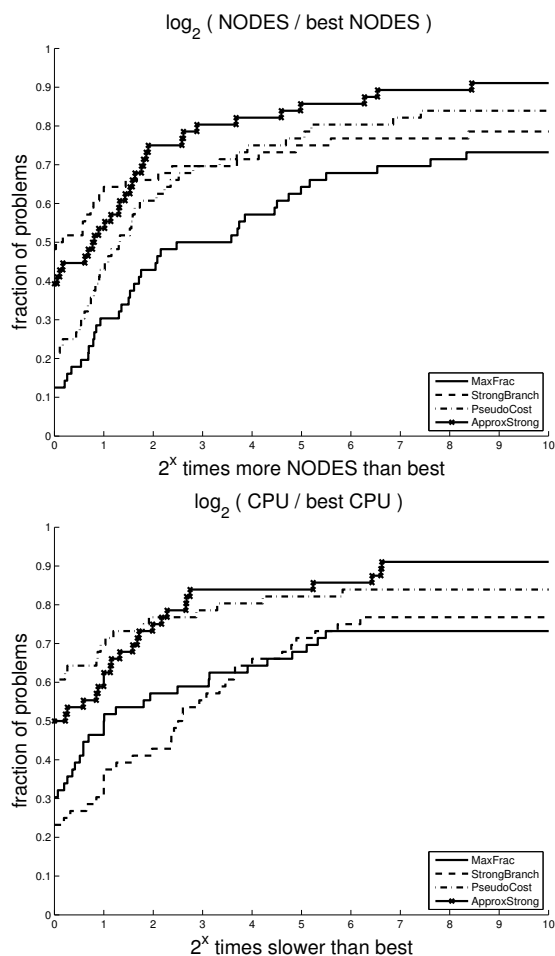 log2 ( NODES / best NODES )
1
0.9
0.8
0.7
0.6
0.5
0.4
0.3
0.2
0.1
0
fraction of problems
MaxFrac
StrongBranch
PseudoCost
ApproxStrong
0 1 2 3 4 5 6 7 8 9 10
2^x times more NODES than best
log2 ( CPU / best CPU )
1
0.9
0.8
0.7
0.6
0.5
0.4
0.3
0.2
0.1
0
fraction of problems
MaxFrac
StrongBranch
PseudoCost
ApproxStrong
0 1 2 3 4 5 6 7 8 9 10
2^x times slower than best